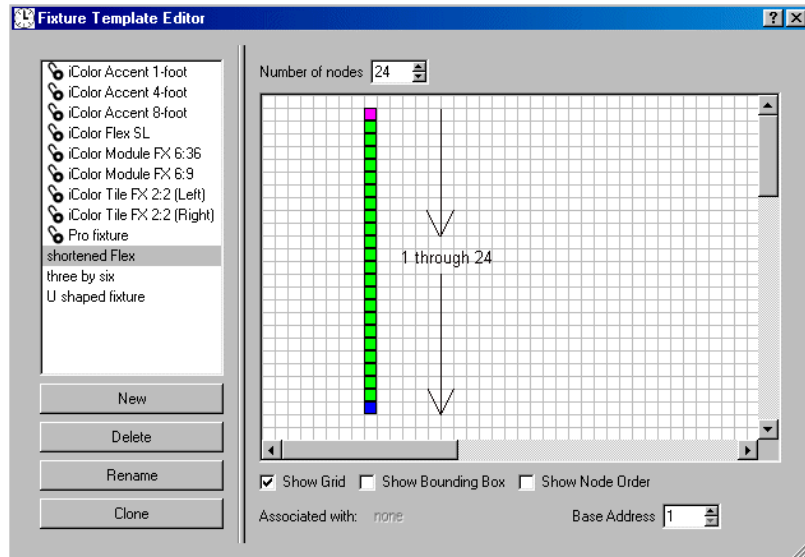 Fixture Template Editor
iColor Accent 1-foot
iColor Accent 4-foot
iColor Accent 8-foot
iColor Flex SL
iColor Module FX 6:36
iColor Module FX 6:9
iColor Tile FX 2:2 (Left)
iColor Tile FX 2:2 (Right)
Pro fixture
shortened Flex
three by six
U shaped fixture
New
Delete
Rename
Clone
Number of nodes 24
1 through 24
Show Grid Show Bounding Box Show Node Order
Associated with: none Base Address 1